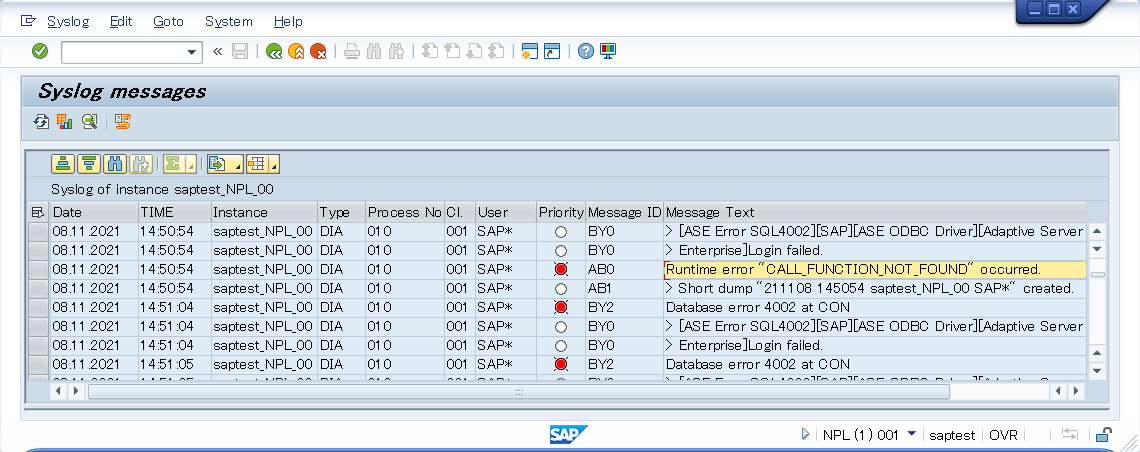 Syslog Edit Goto System Help
Syslog messages
Syslog of instance saptest_NPL_00
Date TIME Instance Type Process No Cl. User Priority Message ID Message Text
08.11.2021 14:50:54 saptest_NPL_00 DIA 010 001 SAP* BY0 > [ASE Error SQL4002][SAP][ASE ODBC Driver][Adaptive Server
08.11.2021 14:50:54 saptest_NPL_00 DIA 010 001 SAP* BY0 > Enterprise]Login failed.
08.11.2021 14:50:54 saptest_NPL_00 DIA 010 001 SAP* AB0 Runtime error "CALL_FUNCTION_NOT_FOUND" occurred.
08.11.2021 14:50:54 saptest_NPL_00 DIA 010 001 SAP* AB1 > Short dump "211108 145054 saptest_NPL_00 SAP*" created.
08.11.2021 14:51:04 saptest_NPL_00 DIA 010 001 SAP* BY2 Database error 4002 at CON
08.11.2021 14:51:04 saptest_NPL_00 DIA 010 001 SAP* BY0 > [ASE Error SQL4002][SAP][ASE ODBC Driver][Adaptive Server
08.11.2021 14:51:04 saptest_NPL_00 DIA 010 001 SAP* BY0 > Enterprise]Login failed.
08.11.2021 14:51:05 saptest_NPL_00 DIA 010 001 SAP* BY2 Database error 4002 at CON
SAP NPL (1) 001 saptest OVR